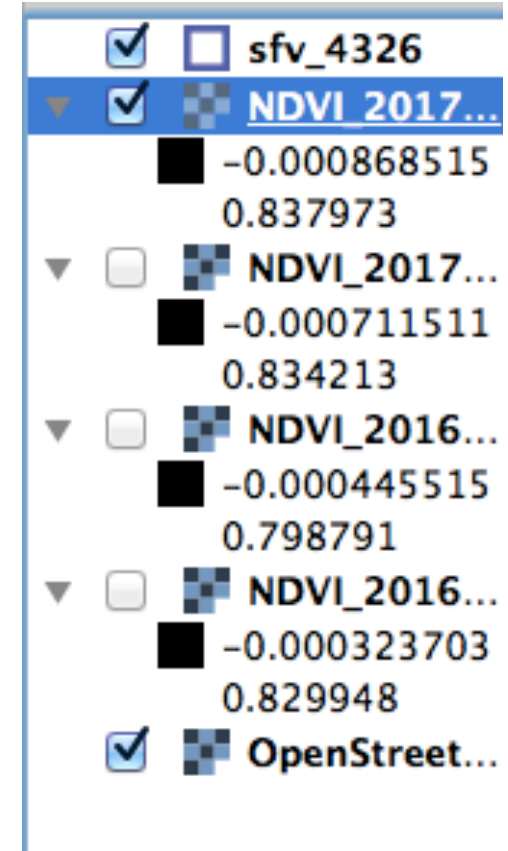 sfv_4326
NDVI_2017...
-0.000868515
0.837973
NDVI_2017...
-0.000711511
0.834213
NDVI_2016...
-0.000445515
0.798791
NDVI_2016...
-0.000323703
0.829948
OpenStreet...